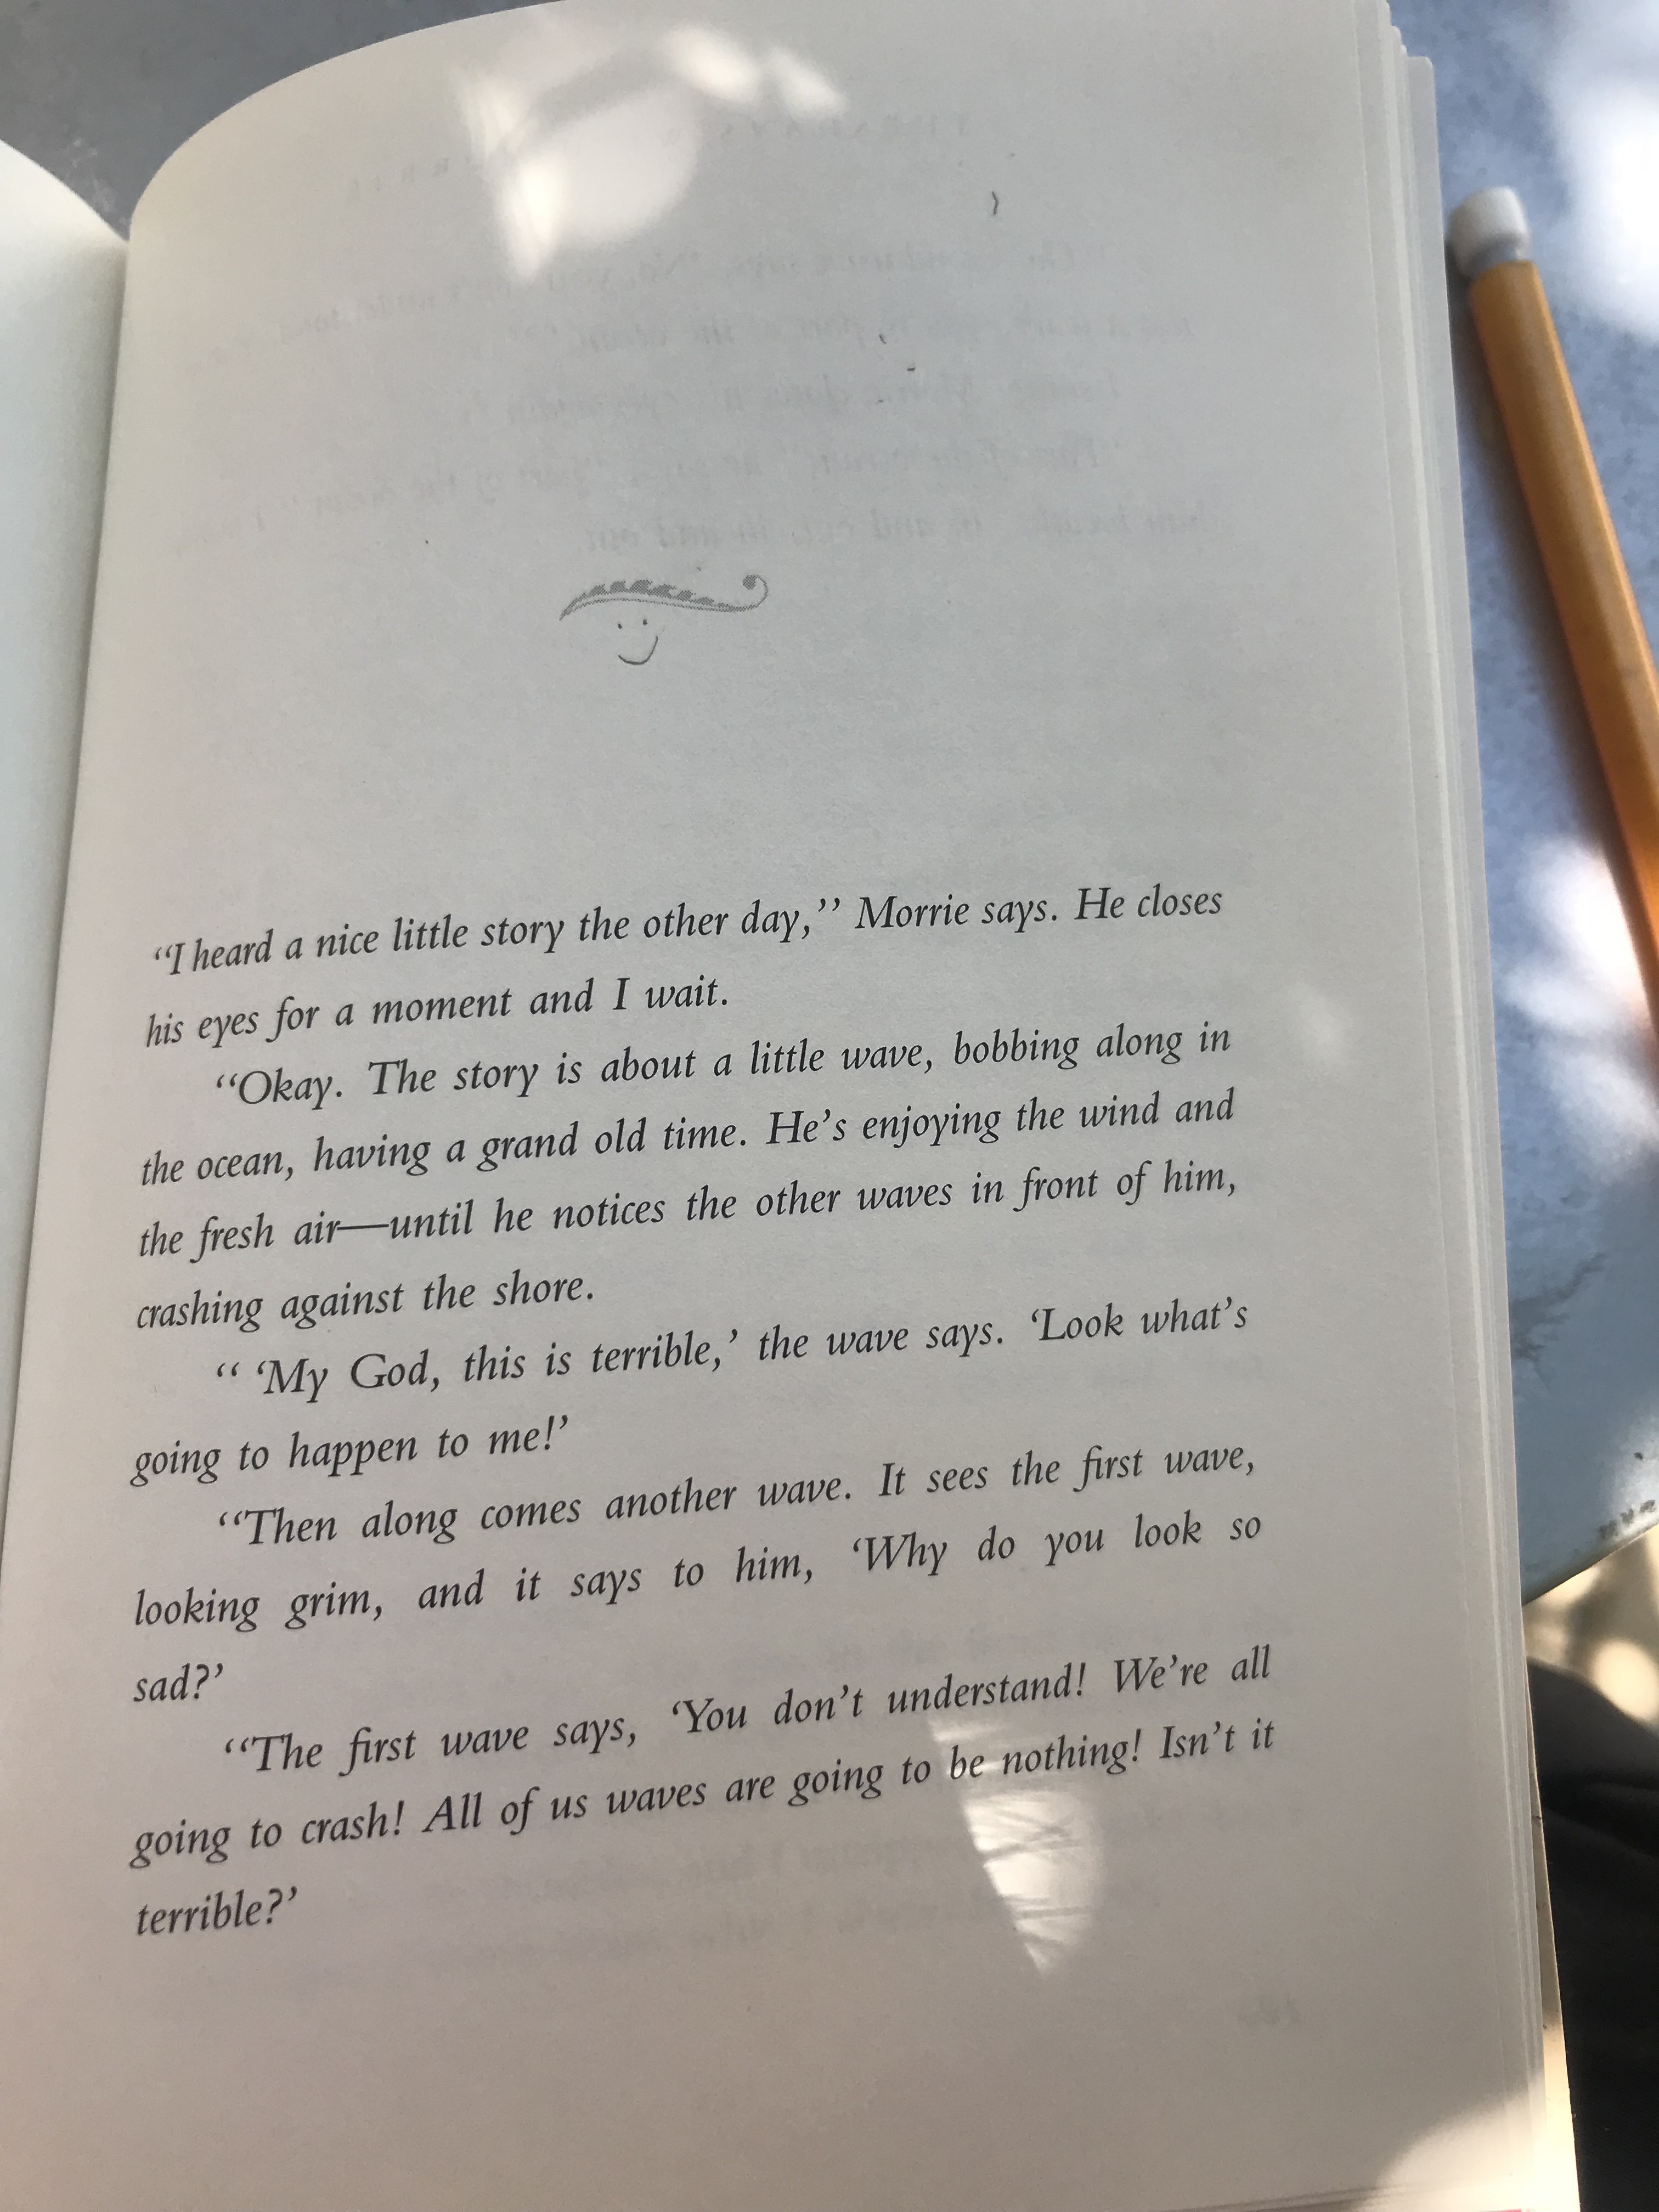 “I heard a nice little story the other day,” Morrie says. He closes
his eyes for a moment and I wait.
“Okay. The story is about a little wave, bobbing along in
the ocean, having a grand old time. He’s enjoying the wind and
the fresh air—until he notices the other waves in front of him,
crashing against the shore.
“ ‘My God, this is terrible,’ the wave says. ‘Look what’s
going to happen to me!’
“Then along comes another wave. It sees the first wave,
looking grim, and it says to him, ‘Why do you look so
sad?’
“The first wave says, ‘You don’t understand! We’re all
going to crash! All of us waves are going to be nothing! Isn’t it
terrible?’